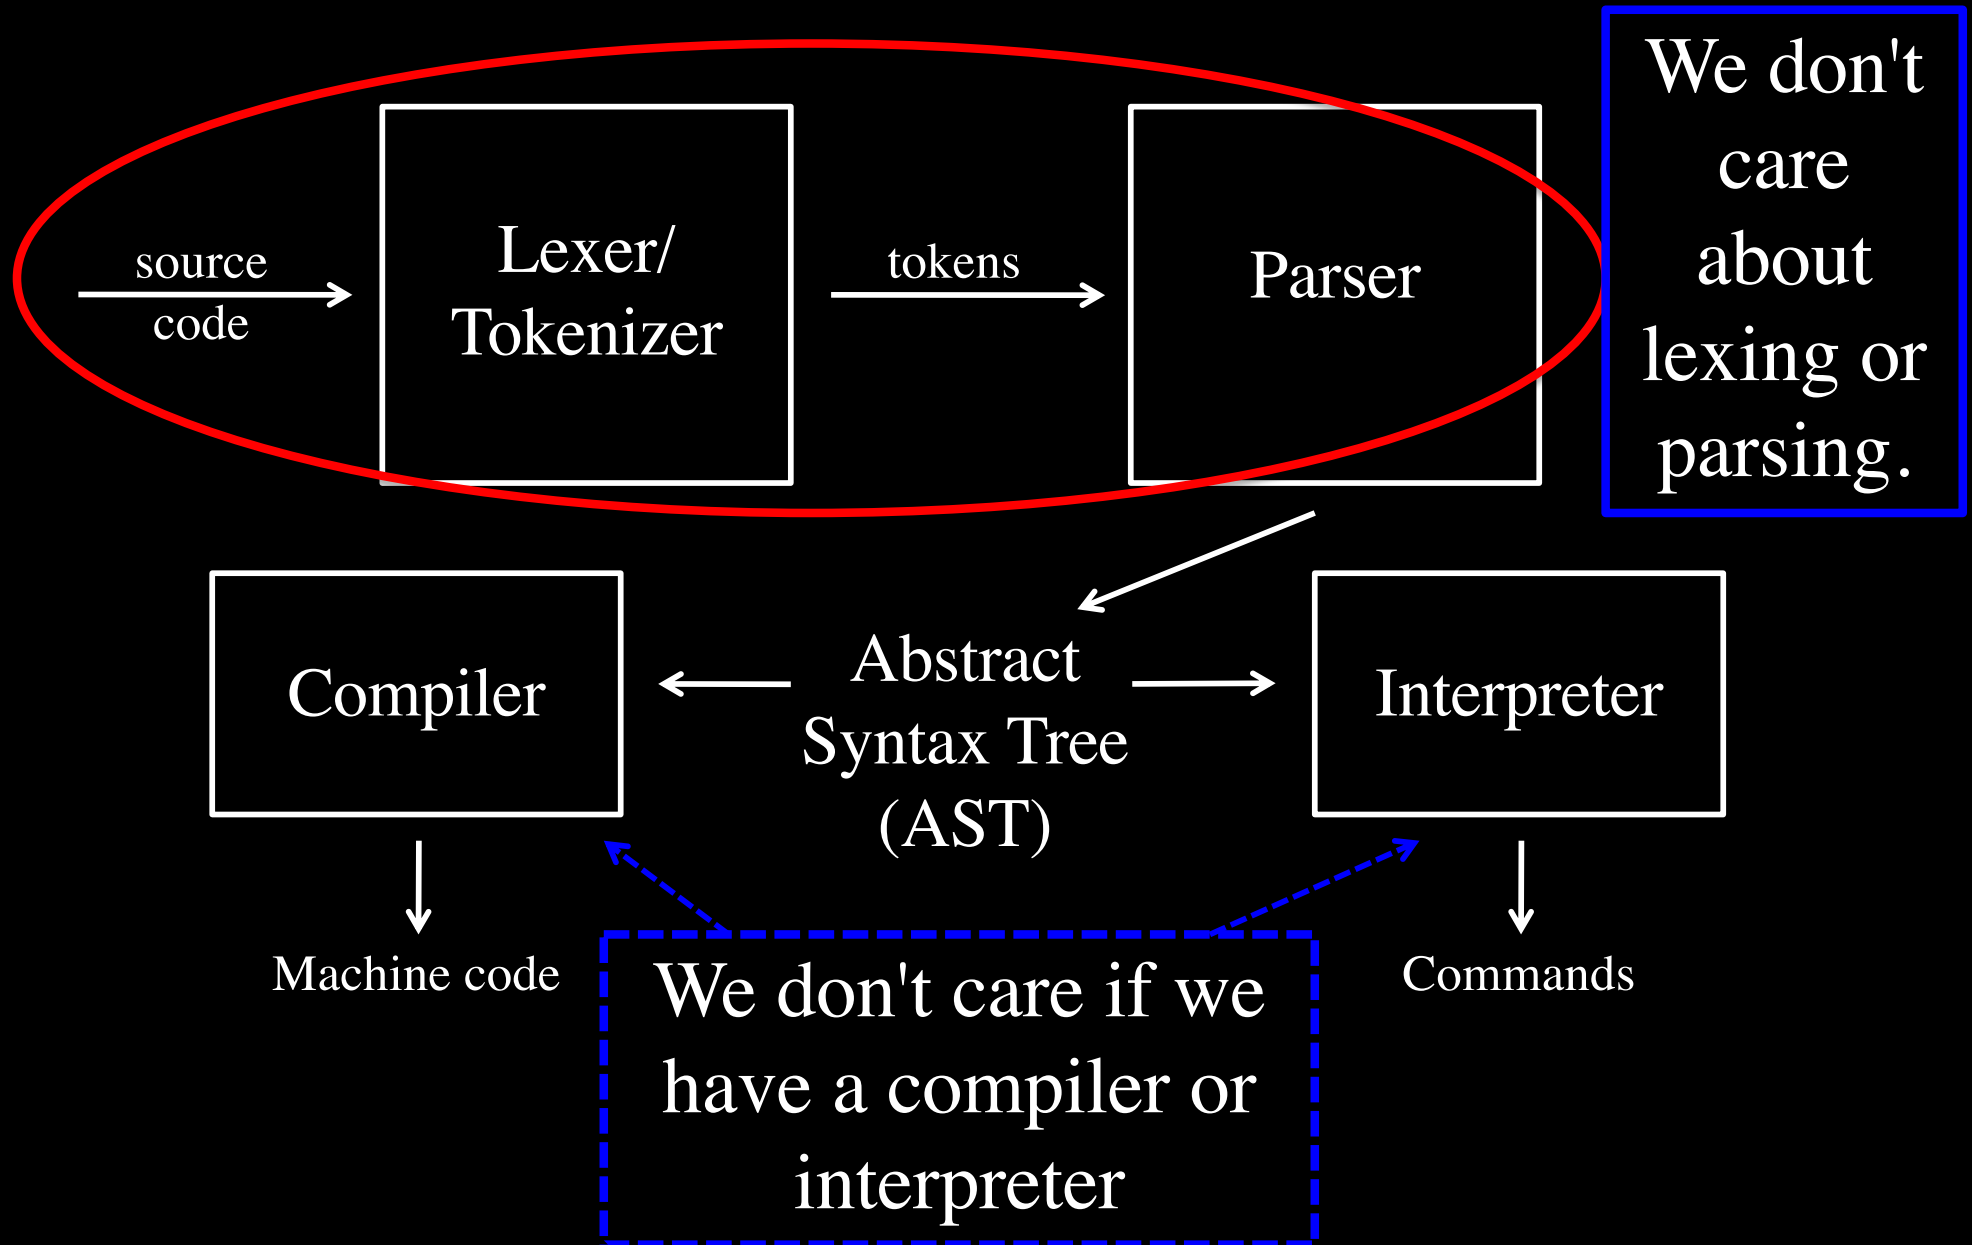 We don't
care
about
lexing or
parsing.
source
code
Lexer/
Tokenizer
tokens
Parser
Compiler
Abstract
Syntax Tree
(AST)
Interpreter
Machine code
We don't care if we
have a compiler or
interpreter
Commands